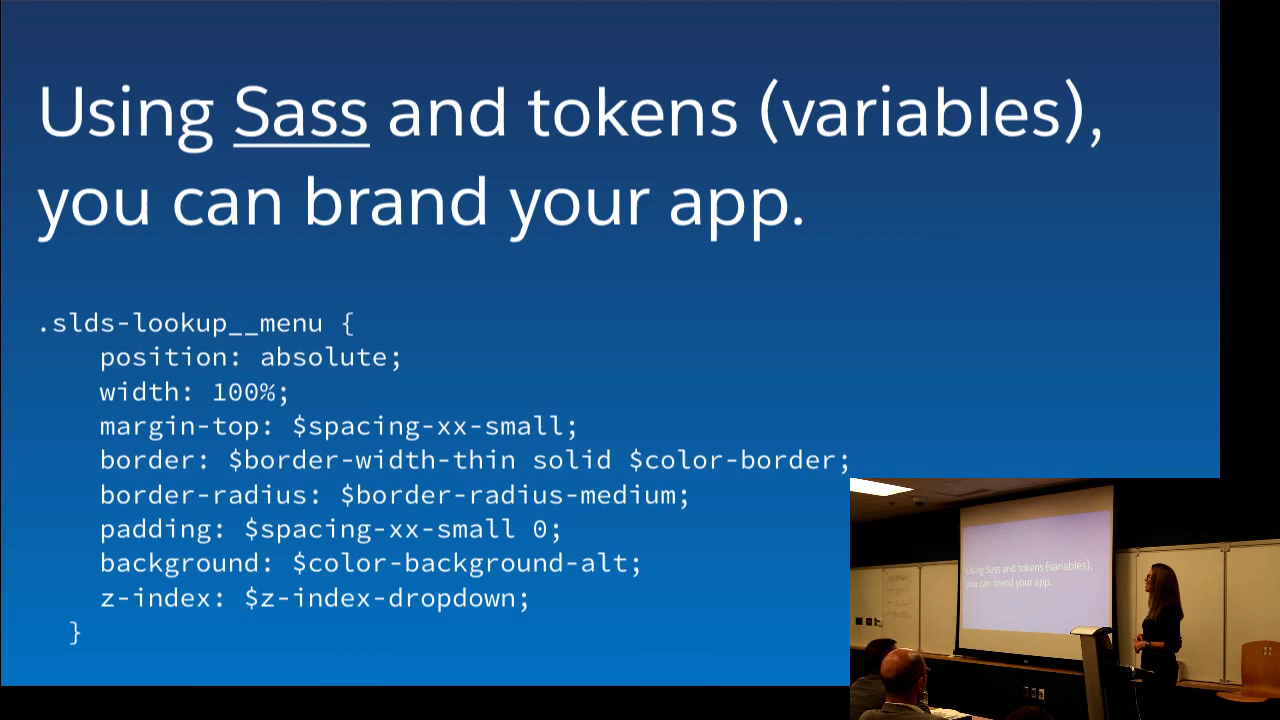 Using Sass and tokens (variables),
you can brand your app.
.slds-lookup__menu {
position: absolute;
width: 100%;
margin-top: $spacing-xx-small;
border: $border-width-thin solid $color-border;
border-radius: $border-radius-medium;
padding: $spacing-xx-small 0;
background: $color-background-alt;
z-index: $z-index-dropdown;
}
Using Sass and tokens (variables),
you can brand your app.